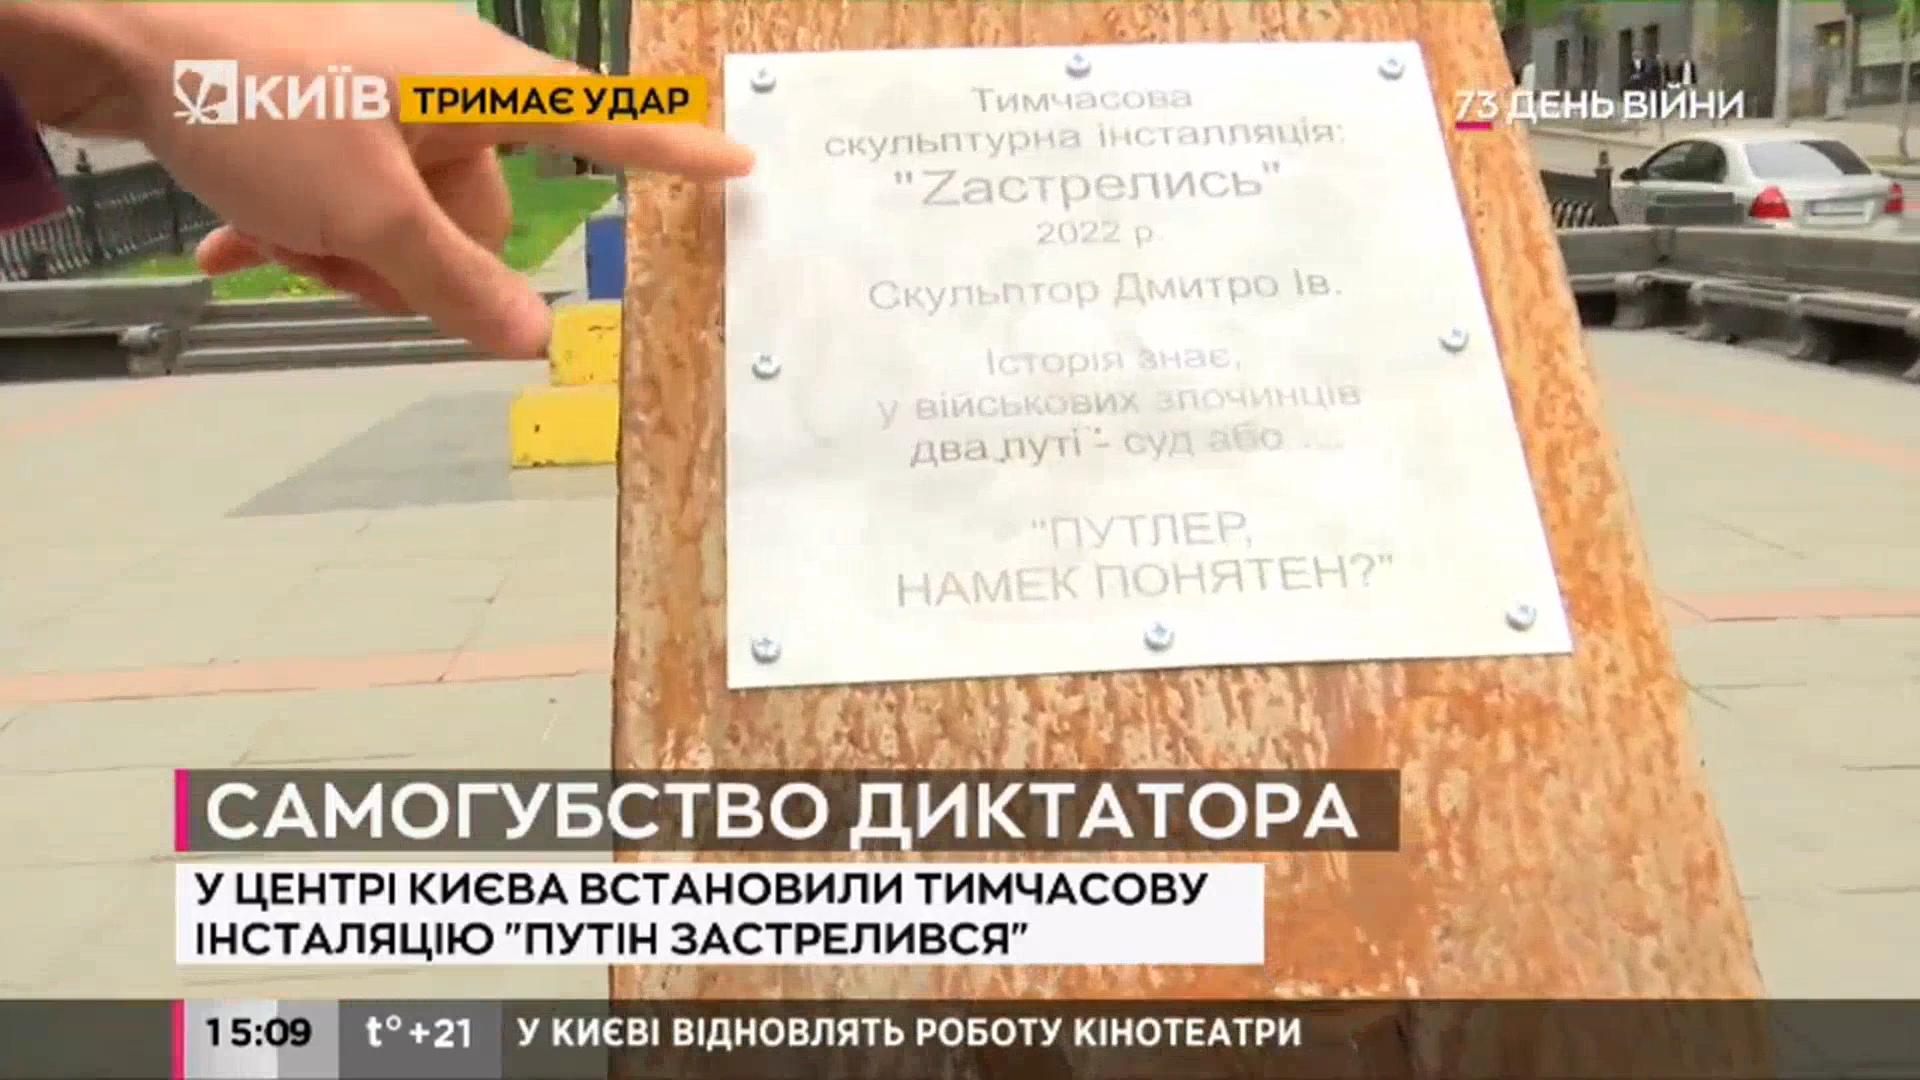 КИЇВ ТРИМАЄ УДАР
73 ДЕНЬ ВІЙНИ
Тимчасова
скульптурна інсталляція:
"Zастрелись"
2022 р.
Скульптор Дмитро Ів.
Історія знає,
у військових злочинців
два путі - суд або ....
"ПУТЛЕР,
НАМЕК ПОНЯТЕН?"
САМОГУБСТВО ДИКТАТОРА
У ЦЕНТРІ КИЄВА ВСТАНОВИЛИ ТИМЧАСОВУ
ІНСТАЛЯЦІЮ "ПУТІН ЗАСТРЕЛИВСЯ"
15:09 t° +21 У КИЄВІ ВІДНОВЛЯТЬ РОБОТУ КІНОТЕАТРИ